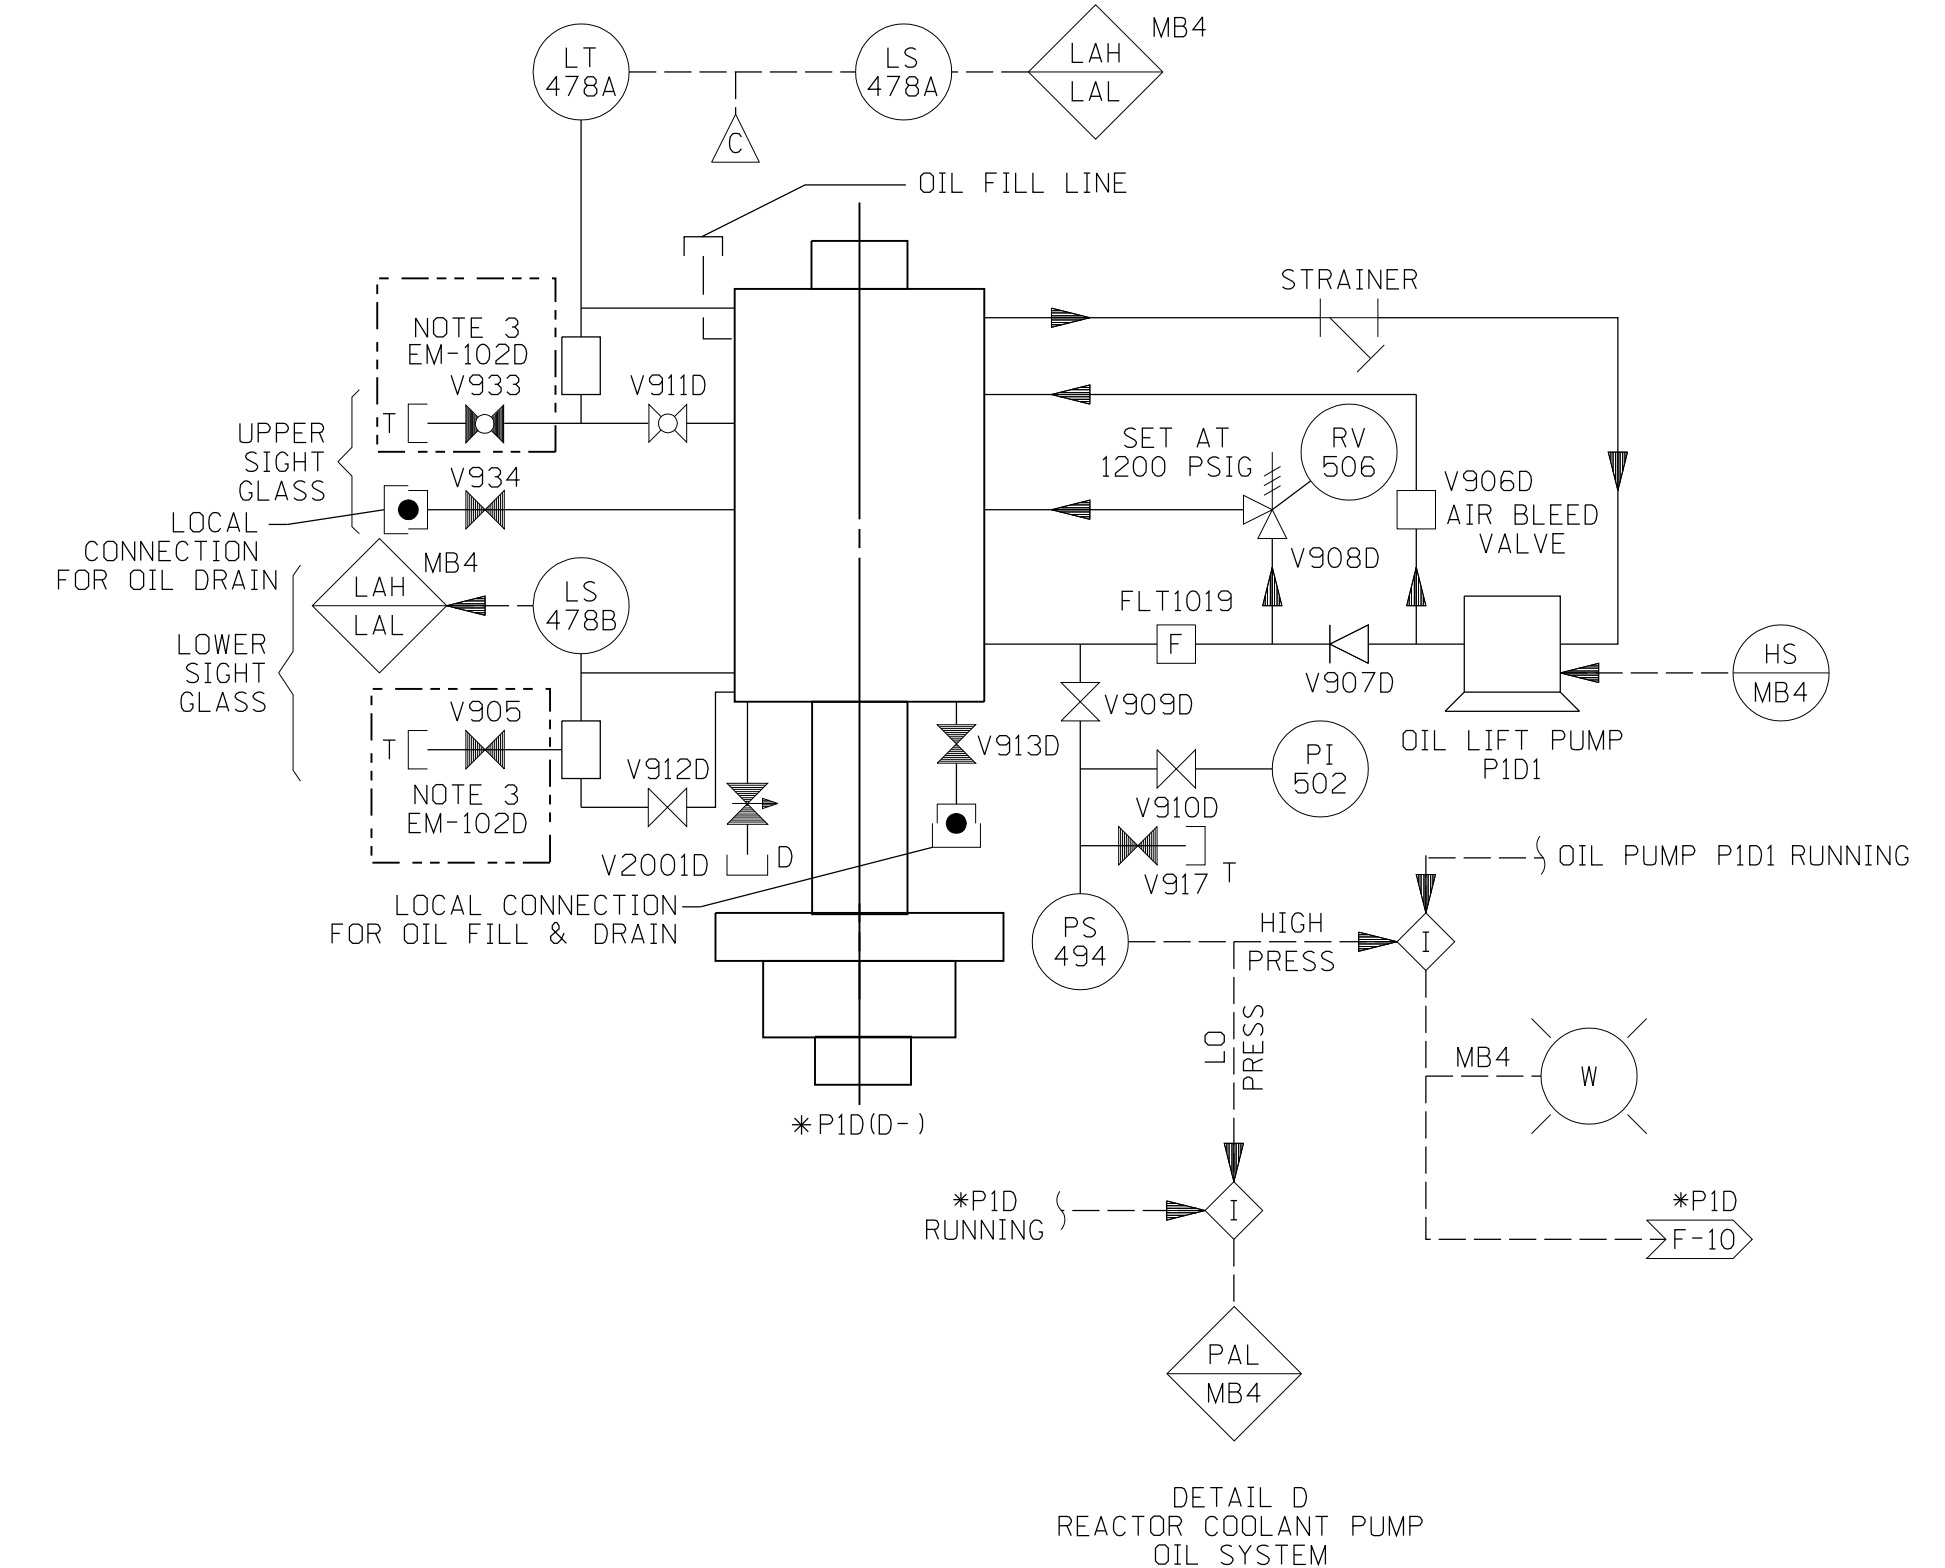 LT
478A
LS
478A
LAH
LAL
MB4
C
OIL FILL LINE
STRAINER
NOTE 3
EM-102D
V933
V911D
T
UPPER
SIGHT
GLASS
V934
LOCAL
CONNECTION
FOR OIL DRAIN
SET AT
1200 PSIG
RV
506
V906D
AIR BLEED
VALVE
V908D
MB4
LAH
LAL
LS
478B
FLT1019
F
V907D
HS
MB4
LOWER
SIGHT
GLASS
V905
T
NOTE 3
EM-102D
V912D
V2001D
D
V913D
V909D
OIL LIFT PUMP
P1D1
PI
502
V910D
V917 T
LOCAL CONNECTION
FOR OIL FILL & DRAIN
PS
494
HIGH
PRESS
I
OIL PUMP P1D1 RUNNING
LO
PRESS
MB4
W
*P1D(D-)
*P1D
RUNNING
I
*P1D
F-10
PAL
MB4
DETAIL D
REACTOR COOLANT PUMP
OIL SYSTEM